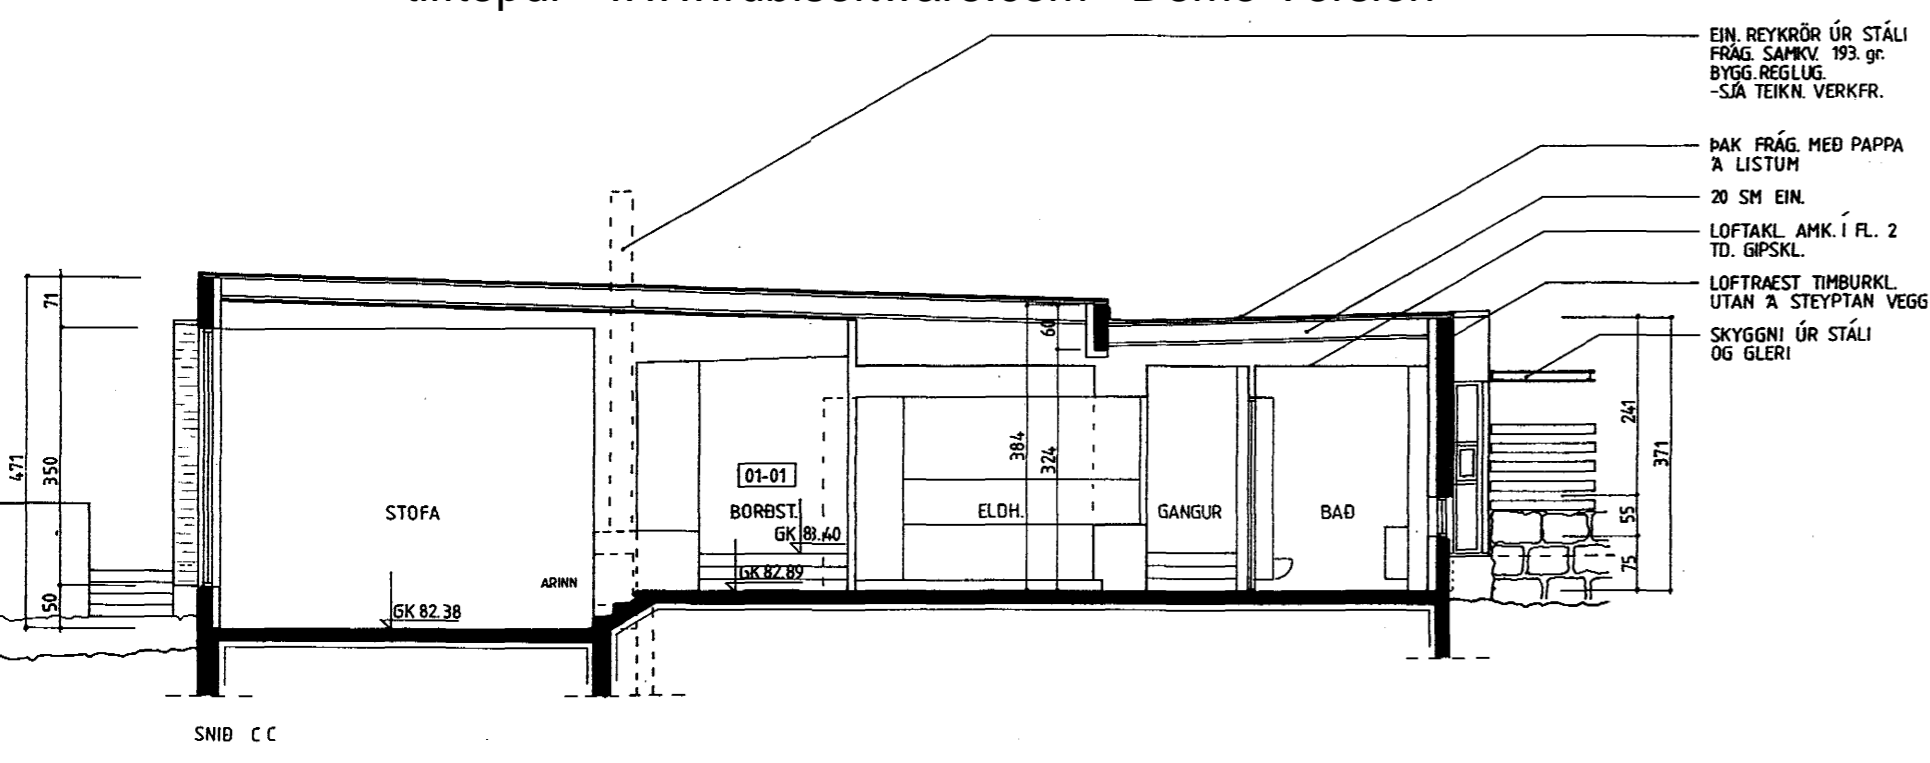 EIN. REYKRÖR ÚR STÁLI
FRÁG. SAMKV. 193. gr.
BYGG.REGLUG.
-SJA TEIKN. VERKFR.
ÞAK FRÁG. MEÐ PAPPA
Á LISTUM
20 SM EIN.
LOFTAKL. AMK. Í FL. 2
TD. GIPSKL.
LOFTRAEST TIMBURKL.
UTAN Á STEYPTAN VEGG
SKYGGNI ÚR STÁLI
OG GLERI
71
60
471
350
384
324
241
371
01-01
STOFA
BORÐST.
ELDH.
GANGUR
BAÐ
55
GK 83.40
75
GK 82.89
ARINN
50
GK 82.38
SNIÐ C C